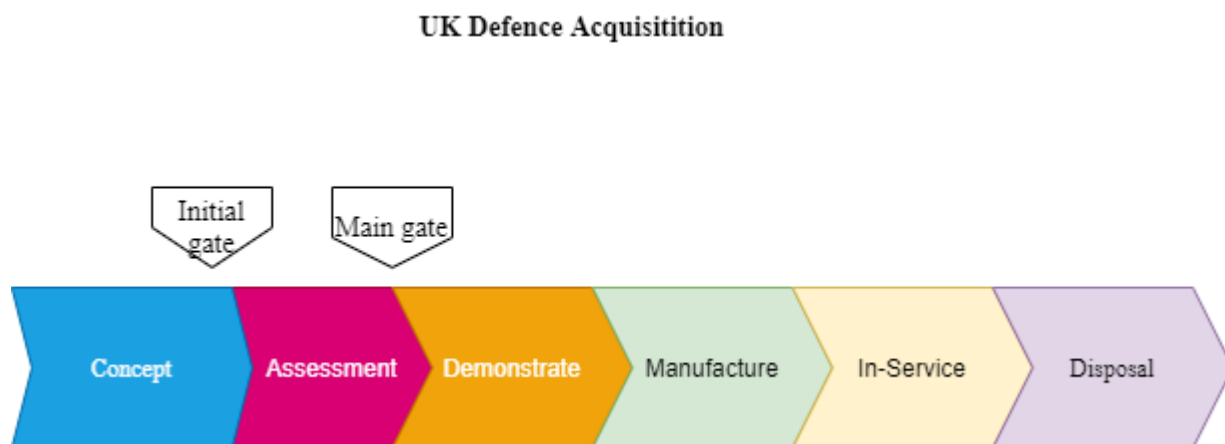 UK Defence Acquisitition
Initial
gate
Main gate
Concept
Assessment
Demonstrate
Manufacture
In-Service
Disposal